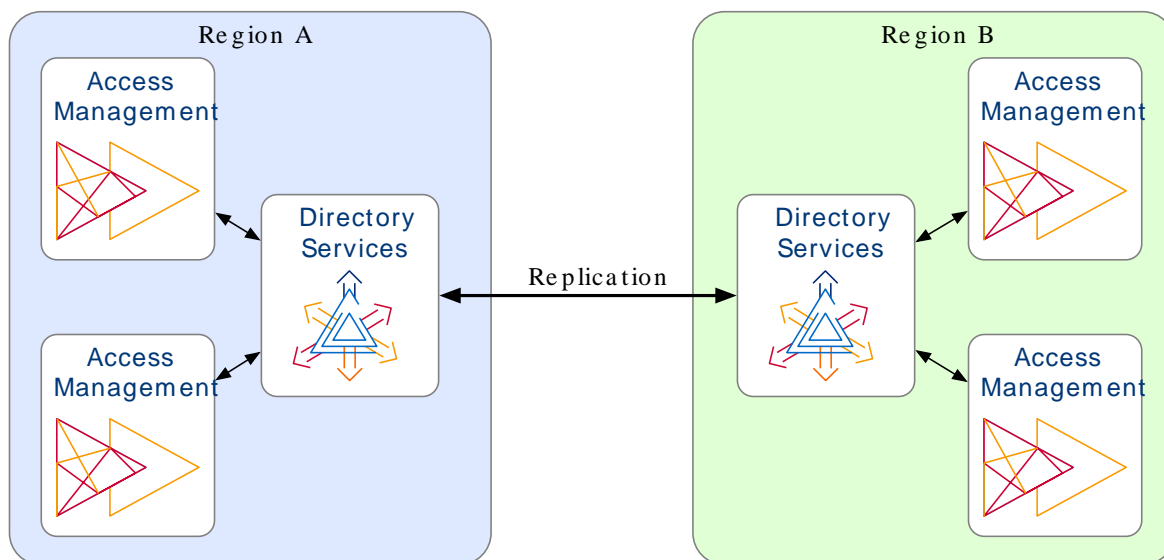 Region A
Access
Management
Directory
Services
Access
Management
Replication
Region B
Access
Management
Directory
Services
Access
Management